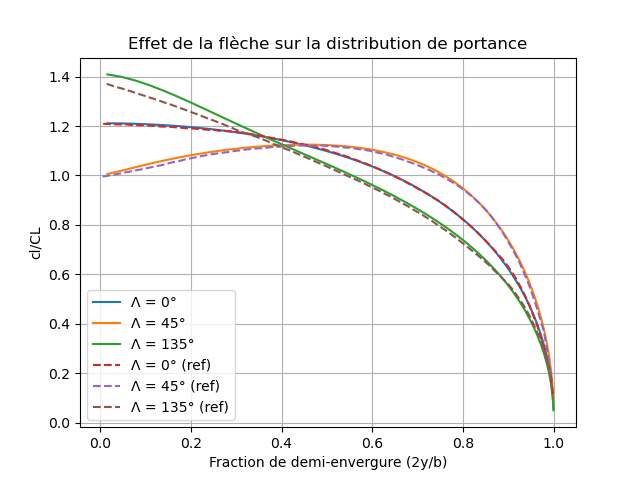 Effet de la flèche sur la distribution de portance
cl/CL
1.4
1.2
1.0
0.8
0.6
0.4
0.2
0.0
Λ = 0°
Λ = 45°
Λ = 135°
Λ = 0° (ref)
Λ = 45° (ref)
Λ = 135° (ref)
0.0 0.2 0.4 0.6 0.8 1.0
Fraction de demi-envergure (2y/b)